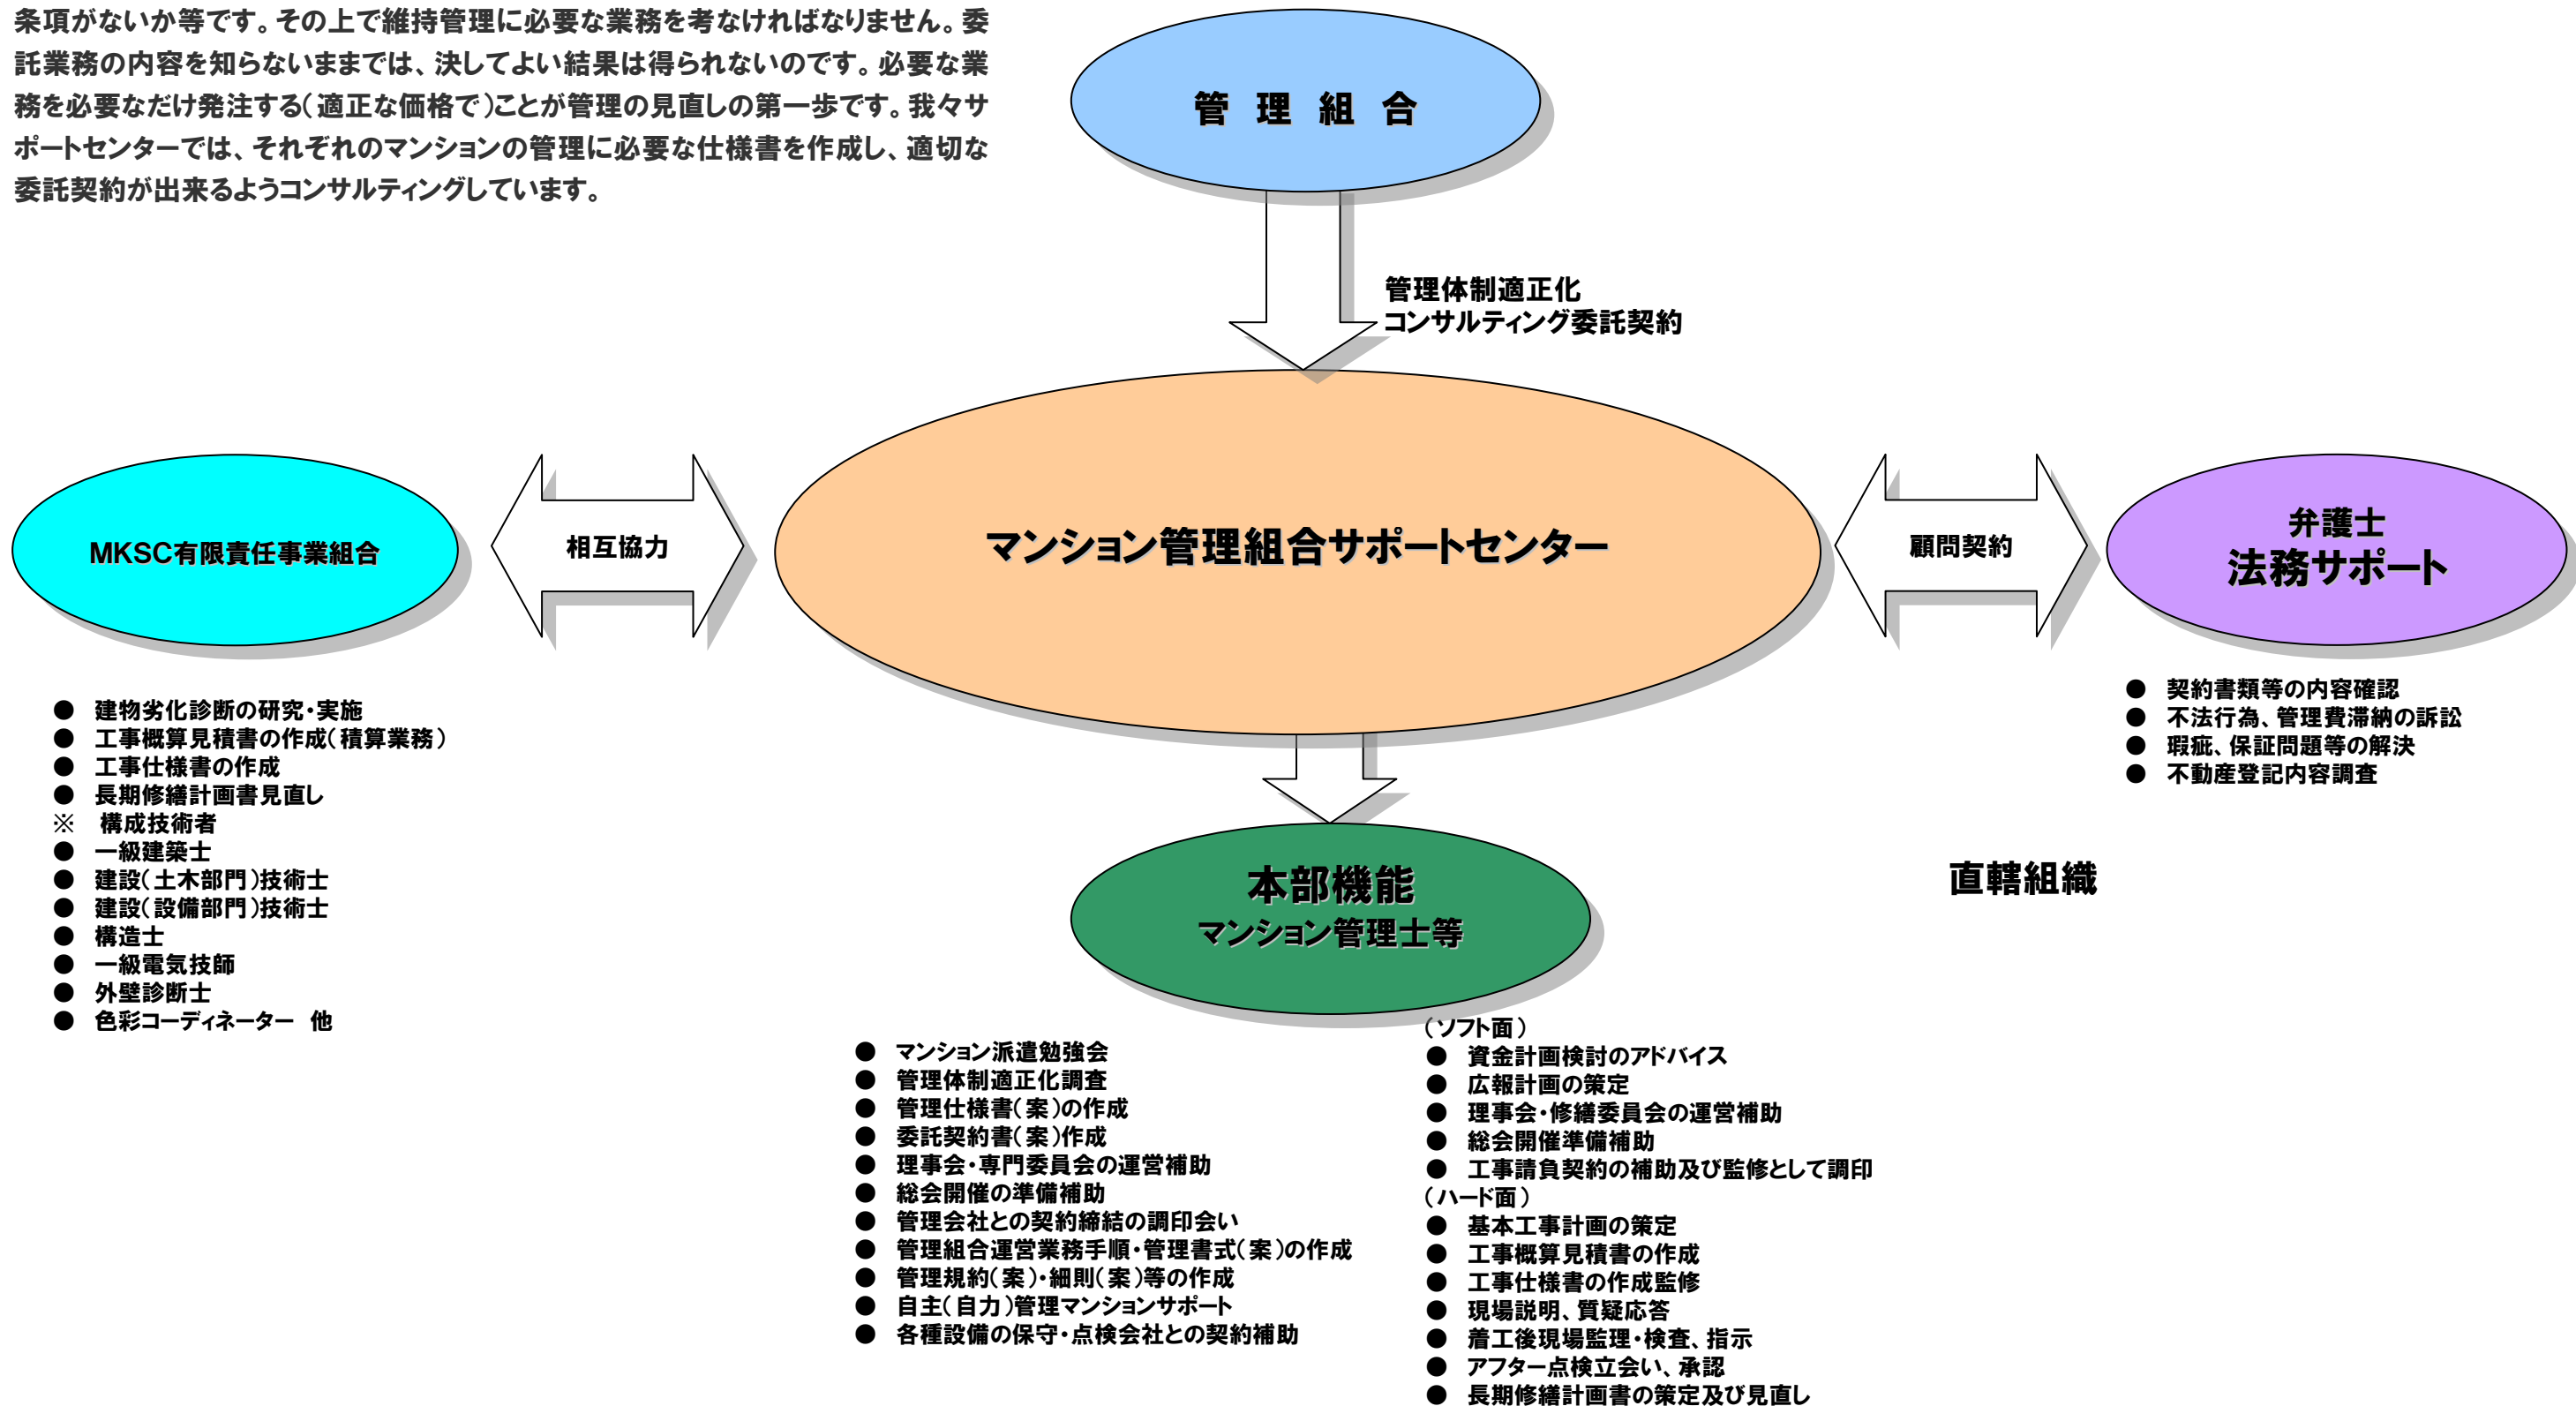 条項がないか等です。その上で維持管理に必要な業務を考なければなりません。委
託業務の内容を知らないままでは、決してよい結果は得られないのです。必要な業
務を必要なだけ発注する(適正な価格で)ことが管理の見直しの第一歩です。我々サ
ポートセンターでは、それぞれのマンションの管理に必要な仕様書を作成し、適切な
委託契約が出来るようコンサルティングしています。
管 理 組 合
管理体制適正化
コンサルティング委託契約
MKSC有限責任事業組合
相互協力
マンション管理組合サポートセンター
顧問契約
弁護士
法務サポート
● 建物劣化診断の研究・実施
● 工事概算見積書の作成(積算業務)
● 工事仕様書の作成
● 長期修繕計画書見直し
※ 構成技術者
● 一級建築士
● 建設(土木部門)技術士
● 建設(設備部門)技術士
● 構造士
● 一級電気技師
● 外壁診断士
● 色彩コーディネーター 他
● 契約書類等の内容確認
● 不法行為、管理費滞納の訴訟
● 瑕疵、保証問題等の解決
● 不動産登記内容調査
本部機能
マンション管理士等
直轄組織
● マンション派遣勉強会
● 管理体制適正化調査
● 管理仕様書(案)の作成
● 委託契約書(案)作成
● 理事会・専門委員会の運営補助
● 総会開催の準備補助
● 管理会社との契約締結の調印会い
● 管理組合運営業務手順・管理書式(案)の作成
● 管理規約(案)・細則(案)等の作成
● 自主(自力)管理マンションサポート
● 各種設備の保守・点検会社との契約補助
(ソフト面)
● 資金計画検討のアドバイス
● 広報計画の策定
● 理事会・修繕委員会の運営補助
● 総会開催準備補助
● 工事請負契約の補助及び監修として調印
(ハード面)
● 基本工事計画の策定
● 工事概算見積書の作成
● 工事仕様書の作成監修
● 現場説明、質疑応答
● 着工後現場監理・検査、指示
● アフター点検立会い、承認
● 長期修繕計画書の策定及び見直し